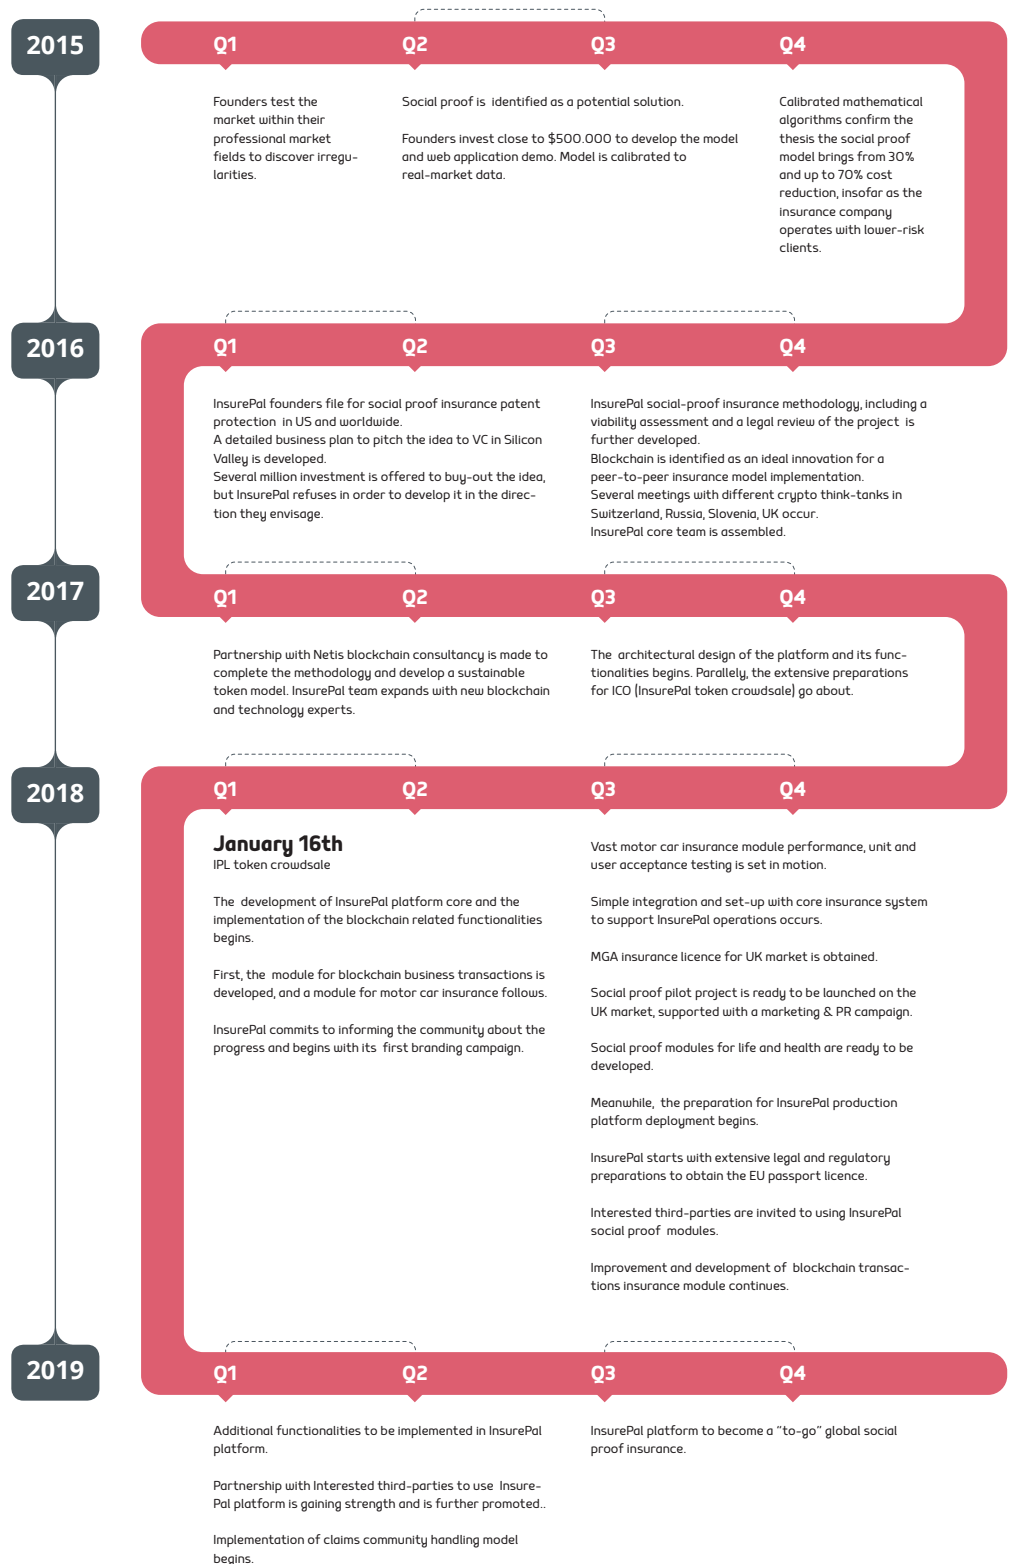 2015
Q1
Q2
Q3
Q4
Founders test the
market within their
professional market
fields to discover irregu-
larities.
Social proof is identified as a potential solution.
Founders invest close to $500.000 to develop the model
and web application demo. Model is calibrated to
real-market data.
Calibrated mathematical
algorithms confirm the
thesis the social proof
model brings from 30%
and up to 70% cost
reduction, insofar as the
insurance company
operates with lower-risk
clients.
2016
Q1
Q2
Q3
Q4
InsurePal founders file for social proof insurance patent
protection in US and worldwide.
A detailed business plan to pitch the idea to VC in Silicon
Valley is developed.
Several million investment is offered to buy-out the idea,
but InsurePal refuses in order to develop it in the direc-
tion they envisage.
InsurePal social-proof insurance methodology, including a
viability assessment and a legal review of the project is
further developed.
Blockchain is identified as an ideal innovation for a
peer-to-peer insurance model implementation.
Several meetings with different crypto think-tanks in
Switzerland, Russia, Slovenia, UK occur.
InsurePal core team is assembled.
2017
Q1
Q2
Q3
Q4
Partnership with Netis blockchain consultancy is made to
complete the methodology and develop a sustainable
token model. InsurePal team expands with new blockchain
and technology experts.
The architectural design of the platform and its func-
tionalities begins. Parallely, the extensive preparations
for ICO (InsurePal token crowdsale) go about.
2018
Q1
Q2
Q3
Q4
January 16th
IPL token crowdsale
The development of InsurePal platform core and the
implementation of the blockchain related functionalities
begins.
First, the module for blockchain business transactions is
developed, and a module for motor car insurance follows.
InsurePal commits to informing the community about the
progress and begins with its first branding campaign.
Vast motor car insurance module performance, unit and
user acceptance testing is set in motion.
Simple integration and set-up with core insurance system
to support InsurePal operations occurs.
MGA insurance licence for UK market is obtained.
Social proof pilot project is ready to be launched on the
UK market, supported with a marketing & PR campaign.
Social proof modules for life and health are ready to be
developed.
Meanwhile, the preparation for InsurePal production
platform deployment begins.
InsurePal starts with extensive legal and regulatory
preparations to obtain the EU passport licence.
Interested third-parties are invited to using InsurePal
social proof modules.
Improvement and development of blockchain transac-
tions insurance module continues.
2019
Q1
Q2
Q3
Q4
Additional functionalities to be implemented in InsurePal
platform.
Partnership with Interested third-parties to use Insure-
Pal platform is gaining strength and is further promoted..
Implementation of claims community handling model
begins.
InsurePal platform to become a “to-go” global social
proof insurance.